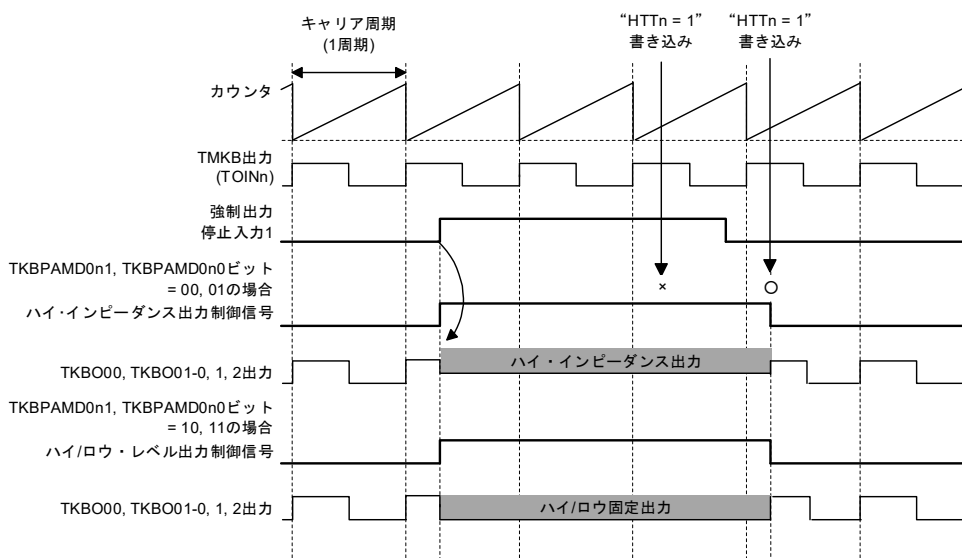 キャリア周期
(1周期)
“HTTn = 1”
書き込み
“HTTn = 1”
書き込み
カウンタ
TMKB出力
(TOINn)
強制出力
停止入力1
TKBPAMD0n1, TKBPAMD0n0ビット
= 00, 01の場合
×
○
ハイ・インピーダンス出力制御信号
ハイ・インピーダンス出力
TKBO00, TKBO01-0, 1, 2出力
TKBPAMD0n1, TKBPAMD0n0ビット
= 10, 11の場合
ハイ/ロウ・レベル出力制御信号
ハイ/ロウ固定出力
TKBO00, TKBO01-0, 1, 2出力